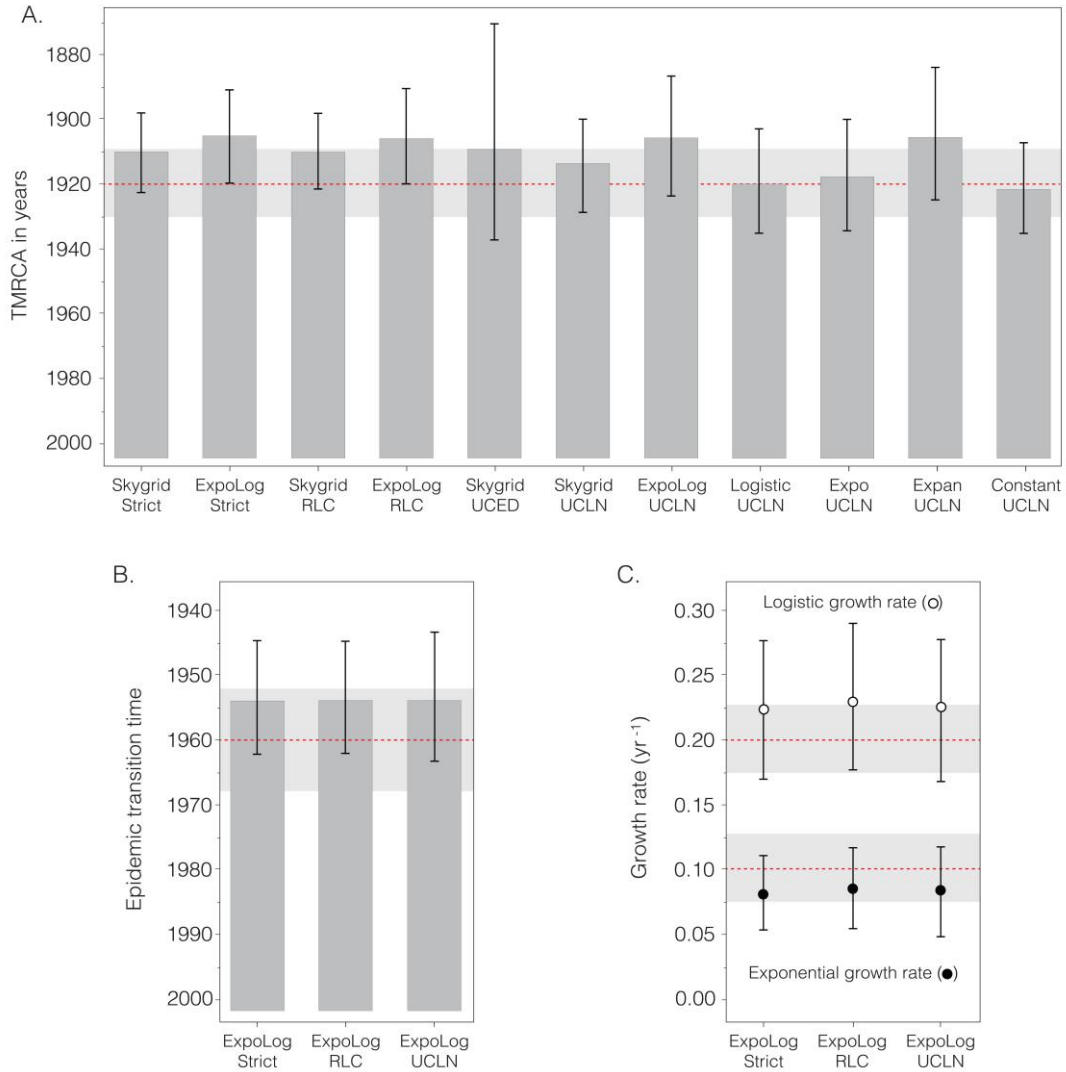 A.
TMRCA in years
1880
1900
1920
1940
1960
1980
2000
Skygrid
Strict
ExpoLog
Strict
Skygrid
RLC
ExpoLog
RLC
Skygrid
UCED
Skygrid
UCLN
ExpoLog
UCLN
Logistic
UCLN
Expo
UCLN
Expan
UCLN
Constant
UCLN
B.
Epidemic transition time
1940
1950
1960
1970
1980
1990
2000
ExpoLog
Strict
ExpoLog
RLC
ExpoLog
UCLN
C.
Growth rate (yr -1)
0.30
0.25
0.20
0.15
0.10
0.05
0.00
Logistic growth rate (○)
Exponential growth rate (●)
ExpoLog
Strict
ExpoLog
RLC
ExpoLog
UCLN